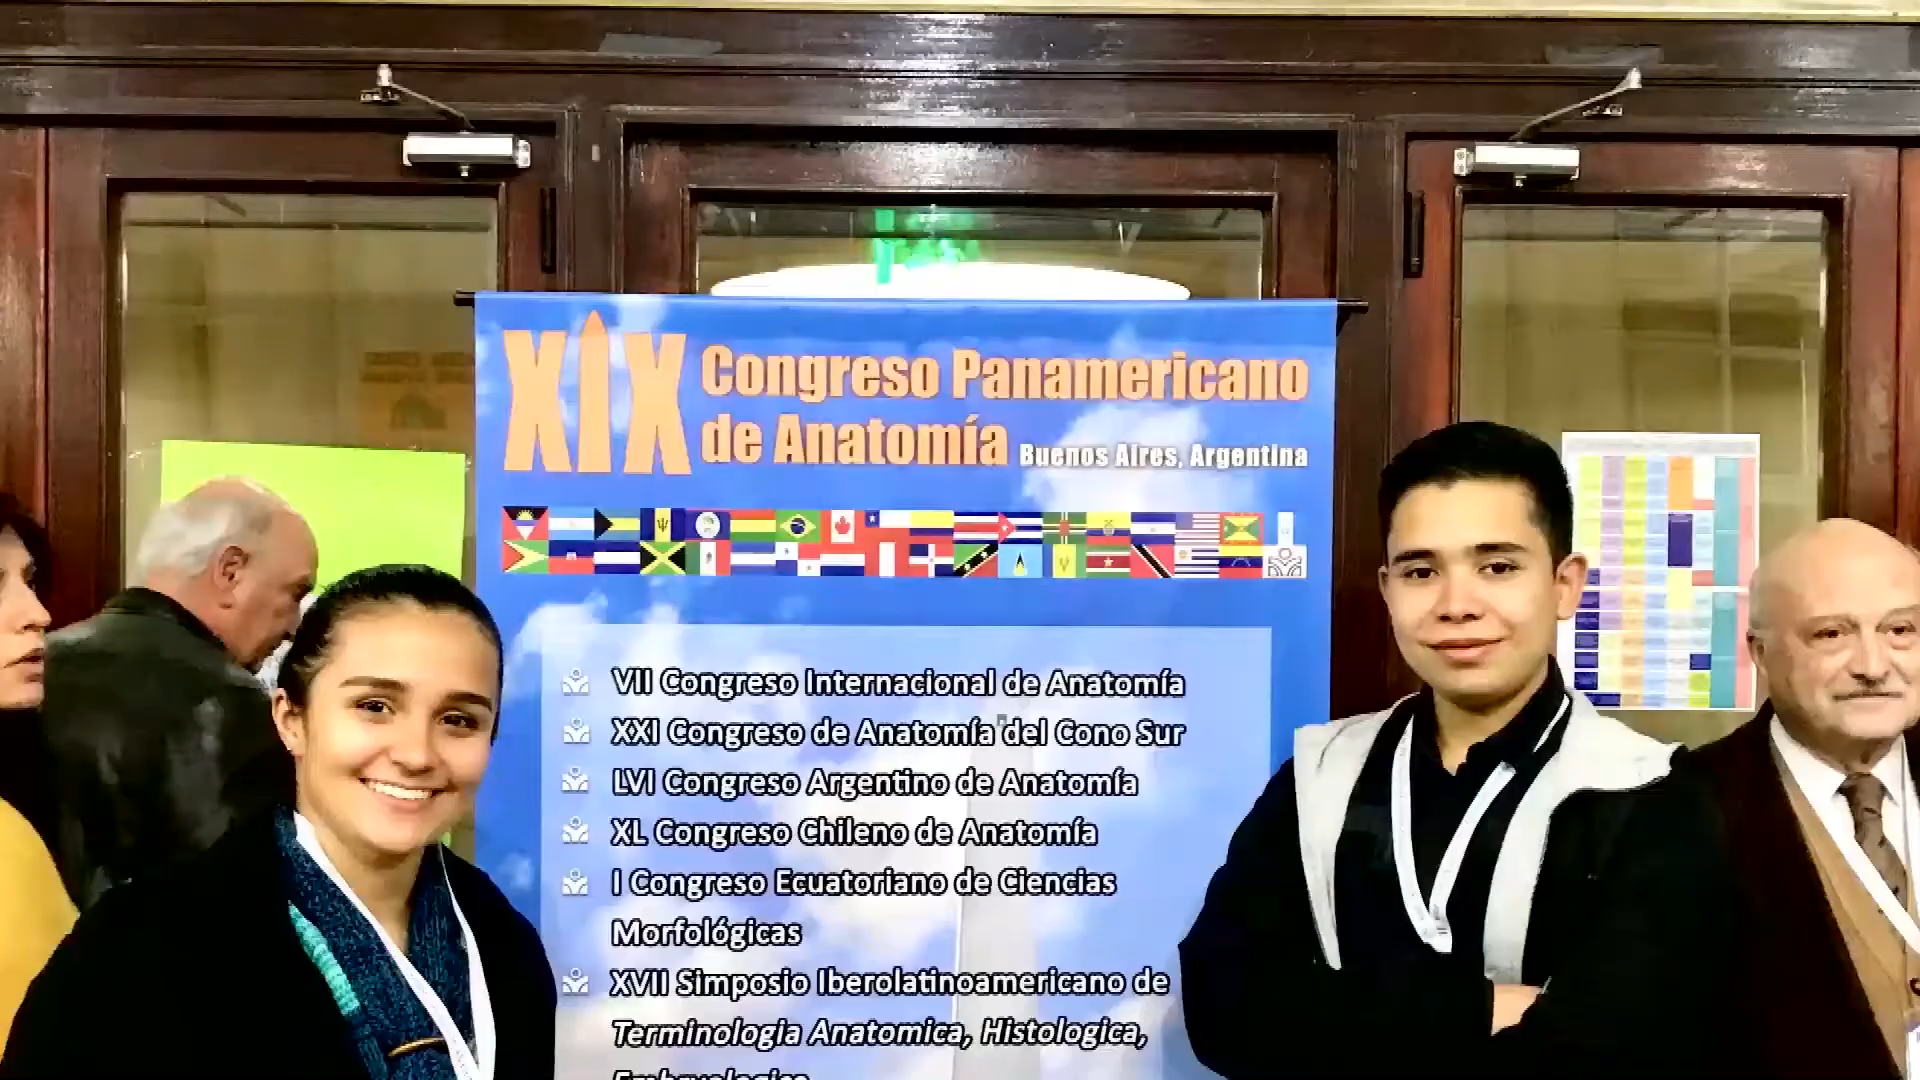 XIX Congreso Panamericano
de Anatomía Buenos Aires, Argentina
VII Congreso Internacional de Anatomía
XXI Congreso de Anatomía del Cono Sur
LVI Congreso Argentino de Anatomía
XL Congreso Chileno de Anatomía
I Congreso Ecuatoriano de Ciencias
Morfológicas
XVII Simposio Iberolatinoamericano de
Terminologia Anatomica, Histologica,